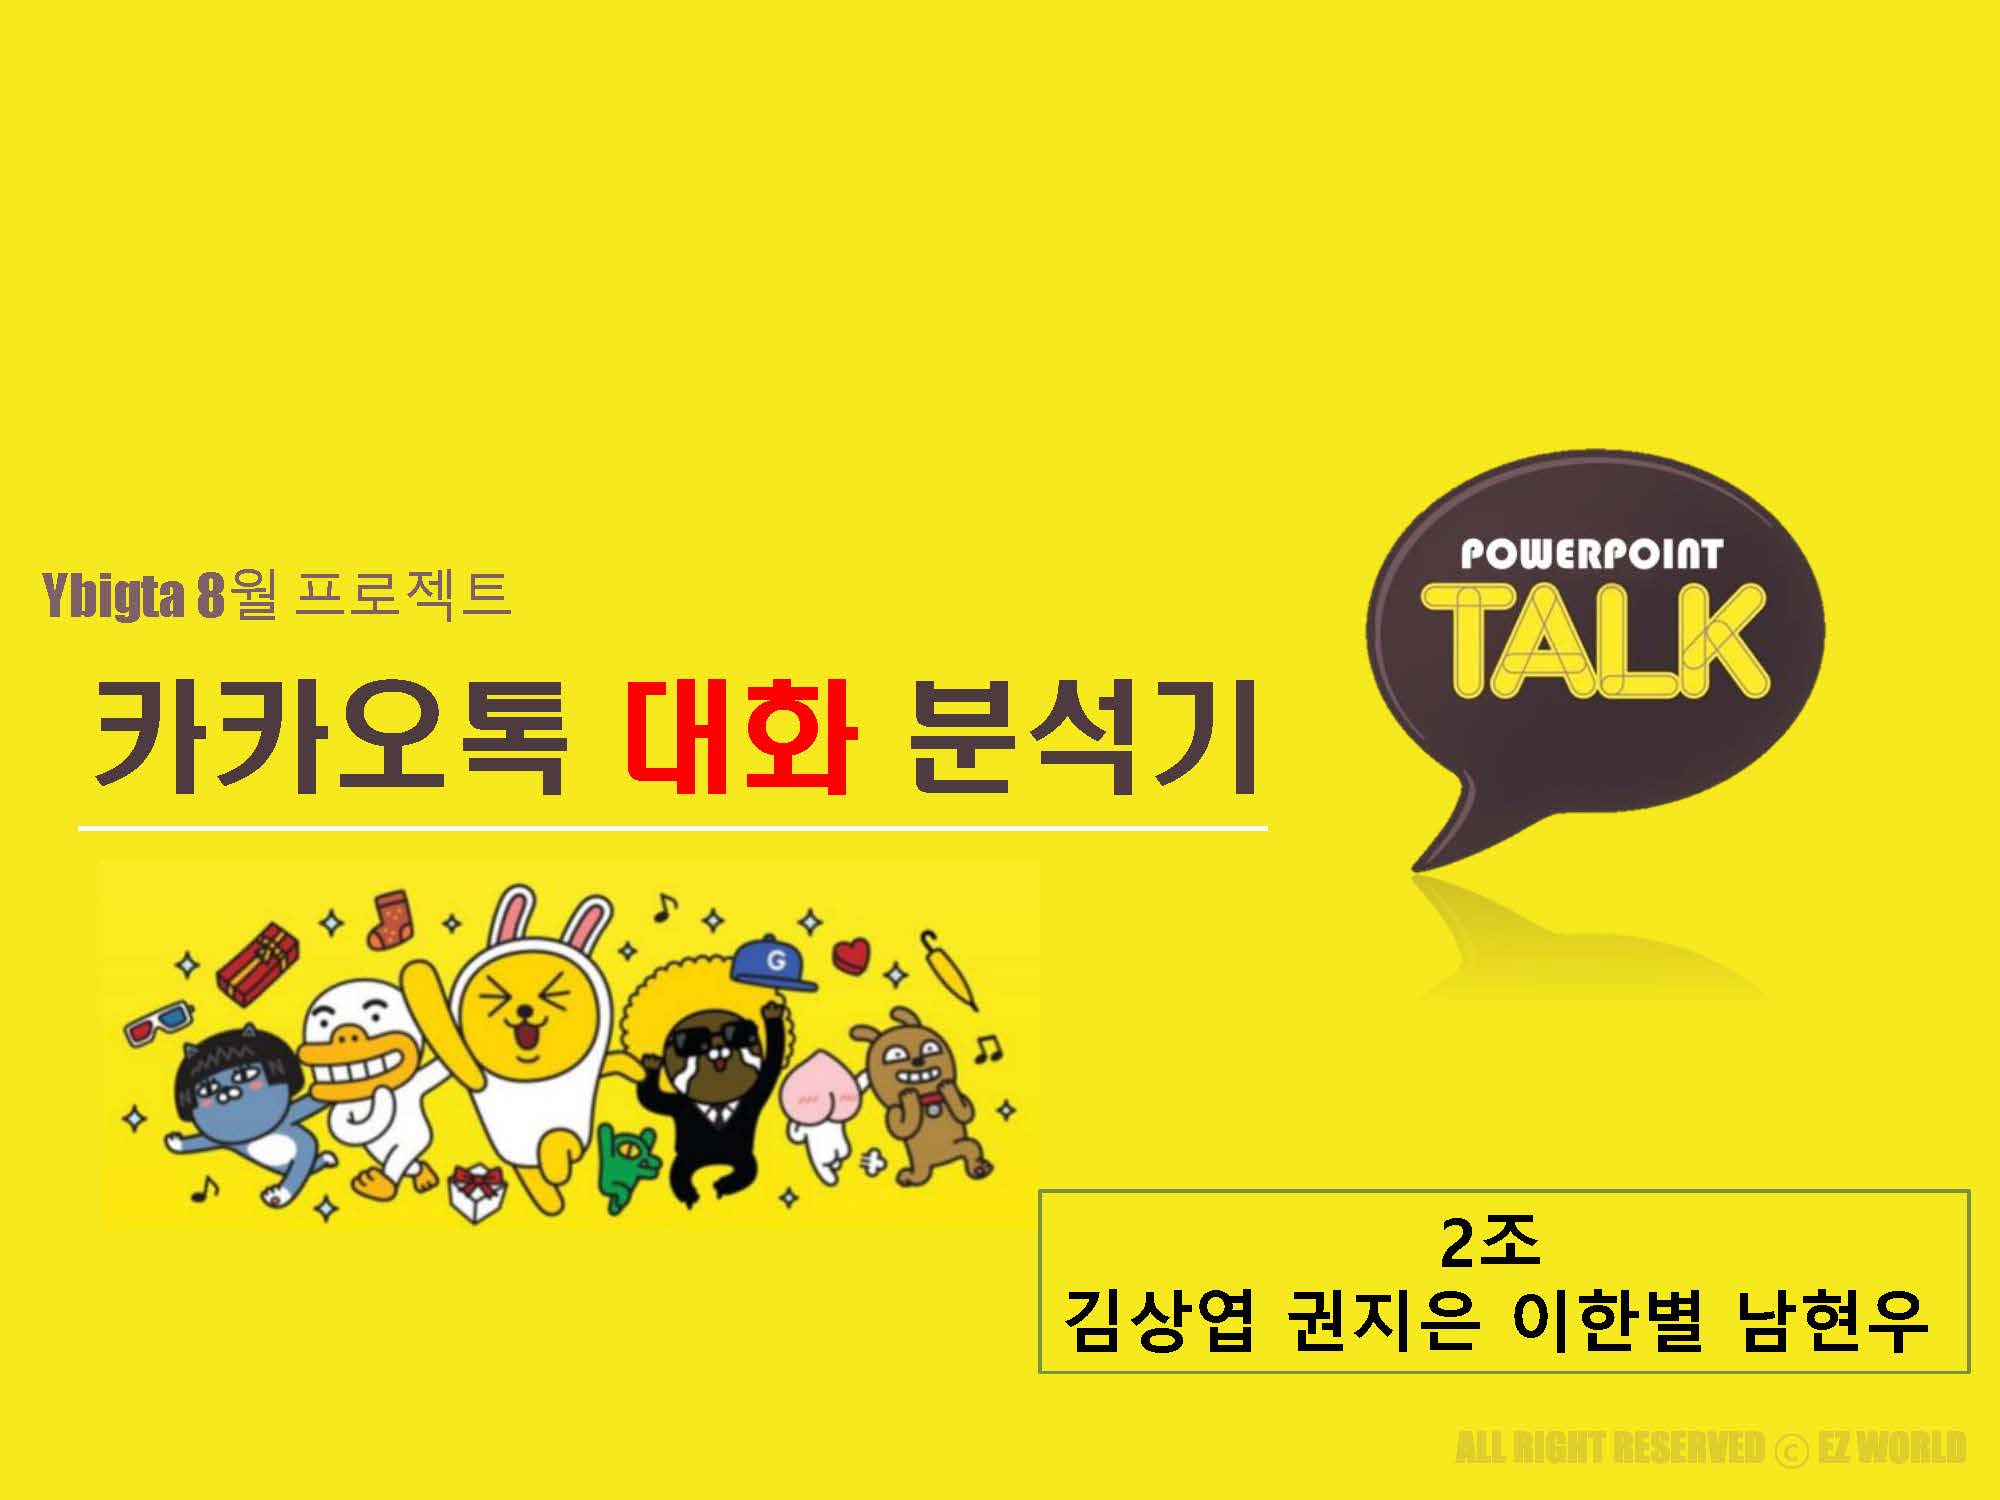 Ybigta 8월 프로젝트
카카오톡 대화 분석기
POWERPOINT
TALK
G
2조
김상엽 권지은 이한별 남현우
ALL RIGHT RESERVED ⓒ EZ WORLD